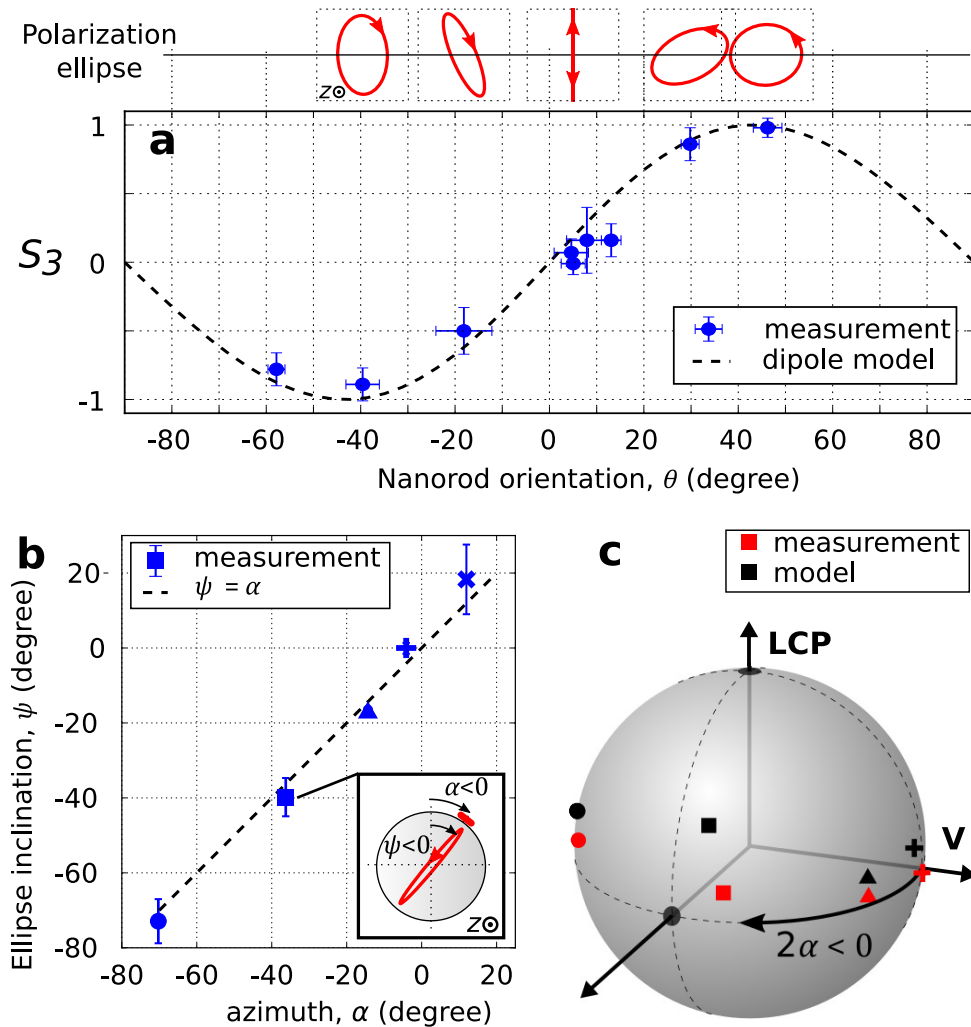 Polarization
ellipse
z⊙
a
1
0
-1
S3
-80 -60 -40 -20 0 20 40 60 80
Nanorod orientation, θ (degree)
measurement
dipole model
b
measurement
ψ = α
20
0
-20
-40
-60
-80
Ellipse inclination, ψ (degree)
α<0
ψ<0
z⊙
-80 -60 -40 -20 0
azimuth, α (degree)
c
measurement
model
LCP
V
2α < 0